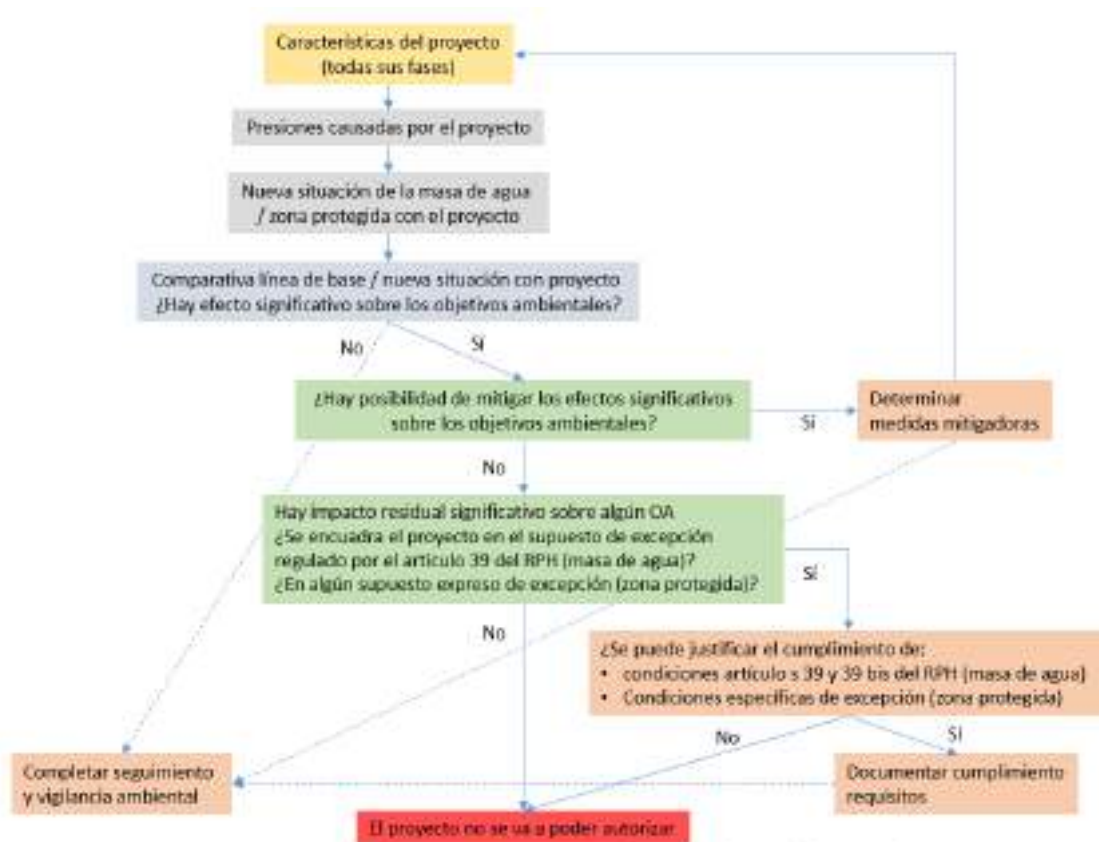 Características del proyecto
(todas sus fases)
Presiones causadas por el proyecto
Nueva situación de la masa de agua
/ zona protegida con el proyecto
Comparativa línea de base / nueva situación con proyecto
¿Hay efecto significativo sobre los objetivos ambientales?
No
Sí
¿Hay posibilidad de mitigar los efectos significativos
sobre los objetivos ambientales?
Sí
Determinar
medidas mitigadoras
No
Hay impacto residual significativo sobre algún OA
¿Se encuadra el proyecto en el supuesto de excepción
regulado por el artículo 39 del RPH (masa de agua)?
¿En algún supuesto expreso de excepción (zona protegida)?
Sí
No
¿Se puede justificar el cumplimiento de:
• condiciones artículo s 39 y 39 bis del RPH (masa de agua)
• Condiciones específicas de excepción (zona protegida)
No
Sí
Completar seguimiento
y vigilancia ambiental
Documentar cumplimiento
requisitos
El proyecto no se va a poder autorizar